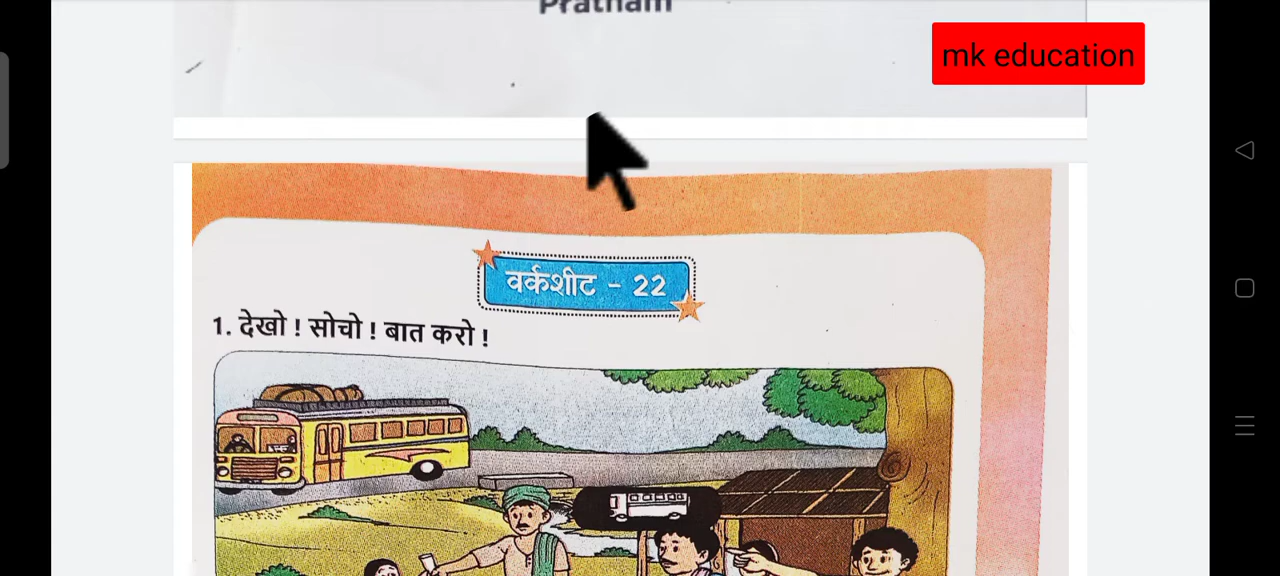 Pratham
mk education
वर्कशीट - 22
1. देखो ! सोचो ! बात करो !